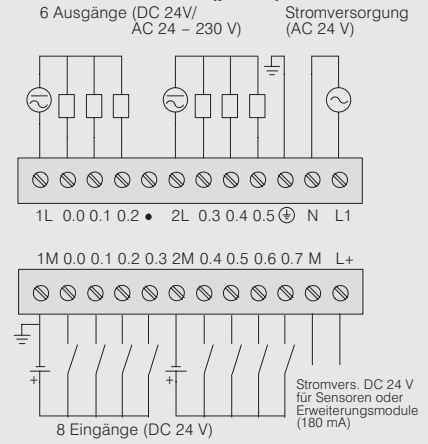 6 Ausgänge (DC 24V/
AC 24 – 230 V)
Stromversorgung
(AC 24 V)
1L 0.0 0.1 0.2 • 2L 0.3 0.4 0.5 N L1
1M 0.0 0.1 0.2 0.3 2M 0.4 0.5 0.6 0.7 M L+
+
+
Stromvers. DC 24 V
für Sensoren oder
Erweiterungsmodule
(180 mA)
8 Eingänge (DC 24 V)